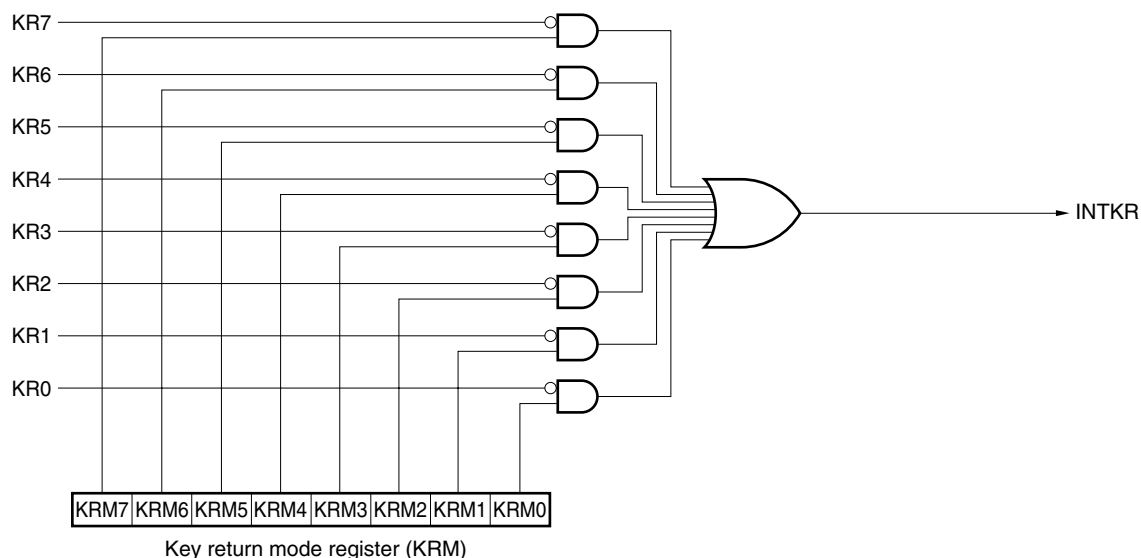 KR7
KR6
KR5
KR4
KR3
INTKR
KR2
KR1
KR0
KRM7 KRM6 KRM5 KRM4 KRM3 KRM2 KRM1 KRM0
Key return mode register (KRM)